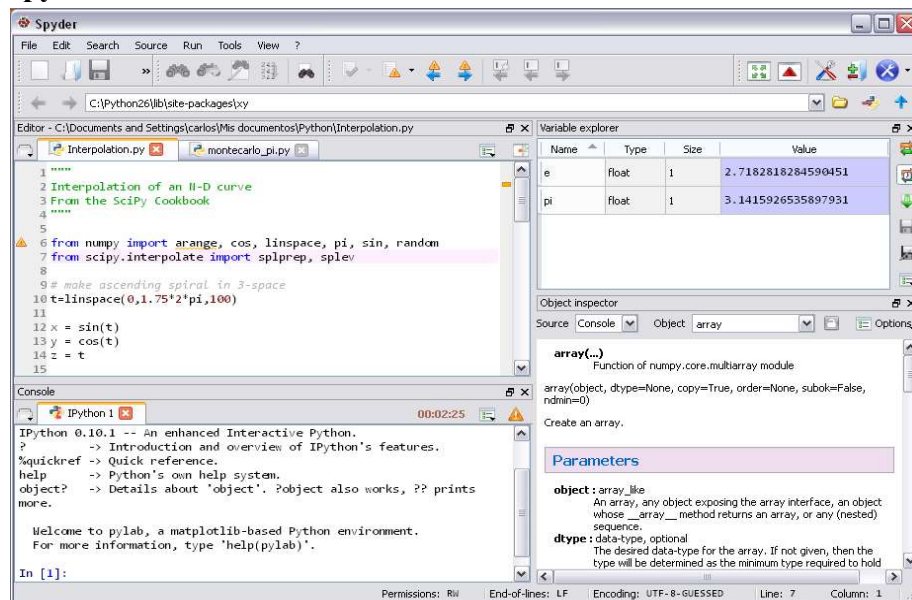 Spyder
File Edit Search Source Run Tools View ?
C:\Python26\lib\site-packages\xy
Editor - C:\Documents and Settings\carlos\Mis documentos\Python\Interpolation.py
Interpolation.py montecarlo_pi.py
1 """
2 Interpolation of an N-D curve
3 From the SciPy Cookbook
4 """
5
6 from numpy import arange, cos, linspace, pi, sin, random
7 from scipy.interpolate import splprep, splev
8
9 # make ascending spiral in 3-space
10 t=linspace(0,1.75*2*pi,100)
11
12 x = sin(t)
13 y = cos(t)
14 z = t
15
Console
IPython 1 00:02:25
IPython 0.10.1 -- An enhanced Interactive Python.
? -> Introduction and overview of IPython's features.
%quickref -> Quick reference.
help -> Python's own help system.
object? -> Details about 'object'. ?object also works, ?? prints
more.
Welcome to pylab, a matplotlib-based Python environment.
For more information, type 'help(pylab)'.
In [1]:
Variable explorer
Name Type Size Value
e float 1 2.7182818284590451
pi float 1 3.1415926535897931
Object inspector
Source Console Object array Options
array(...)
Function of numpy.core.multiarray module
array(object, dtype=None, copy=True, order=None, subok=False,
ndmin=0)
Create an array.
Parameters
object : array_like
An array, any object exposing the array interface, an object
whose __array__ method returns an array, or any (nested)
sequence.
dtype : data-type, optional
The desired data-type for the array. If not given, then the
type will be determined as the minimum type required to hold
Permissions: RW End-of-lines: LF Encoding: UTF-8-GUESSED Line: 7 Column: 1